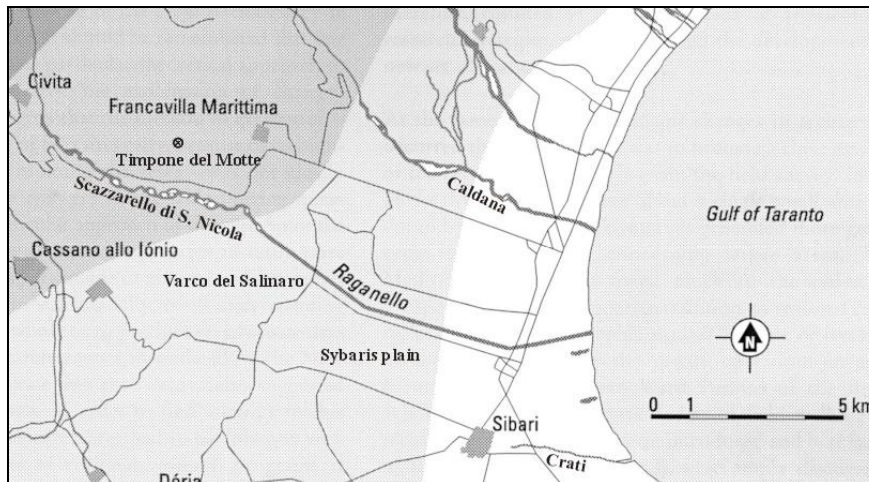 Civita
Francavilla Marittima
Timpone del Motte
Scazzarello di S. Nicola
Caldana
Gulf of Taranto
Cassano allo Iónio
Varco del Salinaro
Raganello
N
Sybaris plain
0 1 5 km
Sibari
Crati
Dória